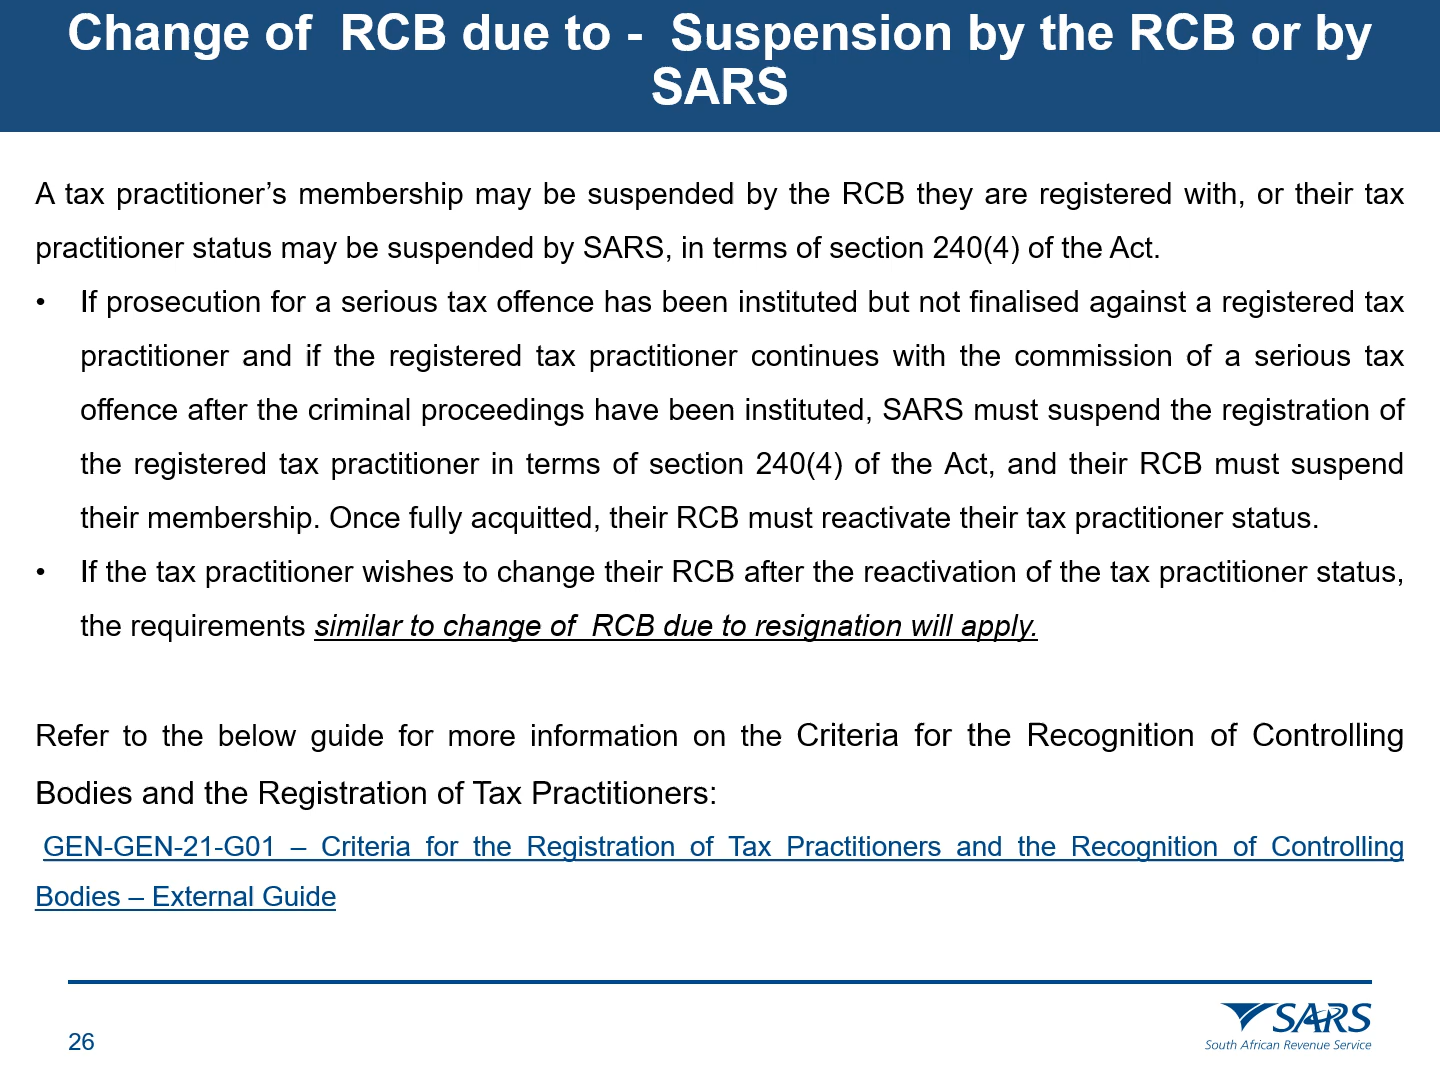 Change of  RCB due to -  Suspension by the RCB or by
SARS
A tax practitioner’s membership may be suspended by the RCB they are registered with, or their tax
practitioner status may be suspended by SARS, in terms of section 240(4) of the Act.
• If prosecution for a serious tax offence has been instituted but not finalised against a registered tax
practitioner and if the registered tax practitioner continues with the commission of a serious tax
offence after the criminal proceedings have been instituted, SARS must suspend the registration of
the registered tax practitioner in terms of section 240(4) of the Act, and their RCB must suspend
their membership. Once fully acquitted, their RCB must reactivate their tax practitioner status.
• If the tax practitioner wishes to change their RCB after the reactivation of the tax practitioner status,
the requirements similar to change of  RCB due to resignation will apply.
Refer to the below guide for more information on the Criteria for the Recognition of Controlling
Bodies and the Registration of Tax Practitioners:
GEN-GEN-21-G01 – Criteria for the Registration of Tax Practitioners and the Recognition of Controlling
Bodies – External Guide
26
SARS
South African Revenue Service